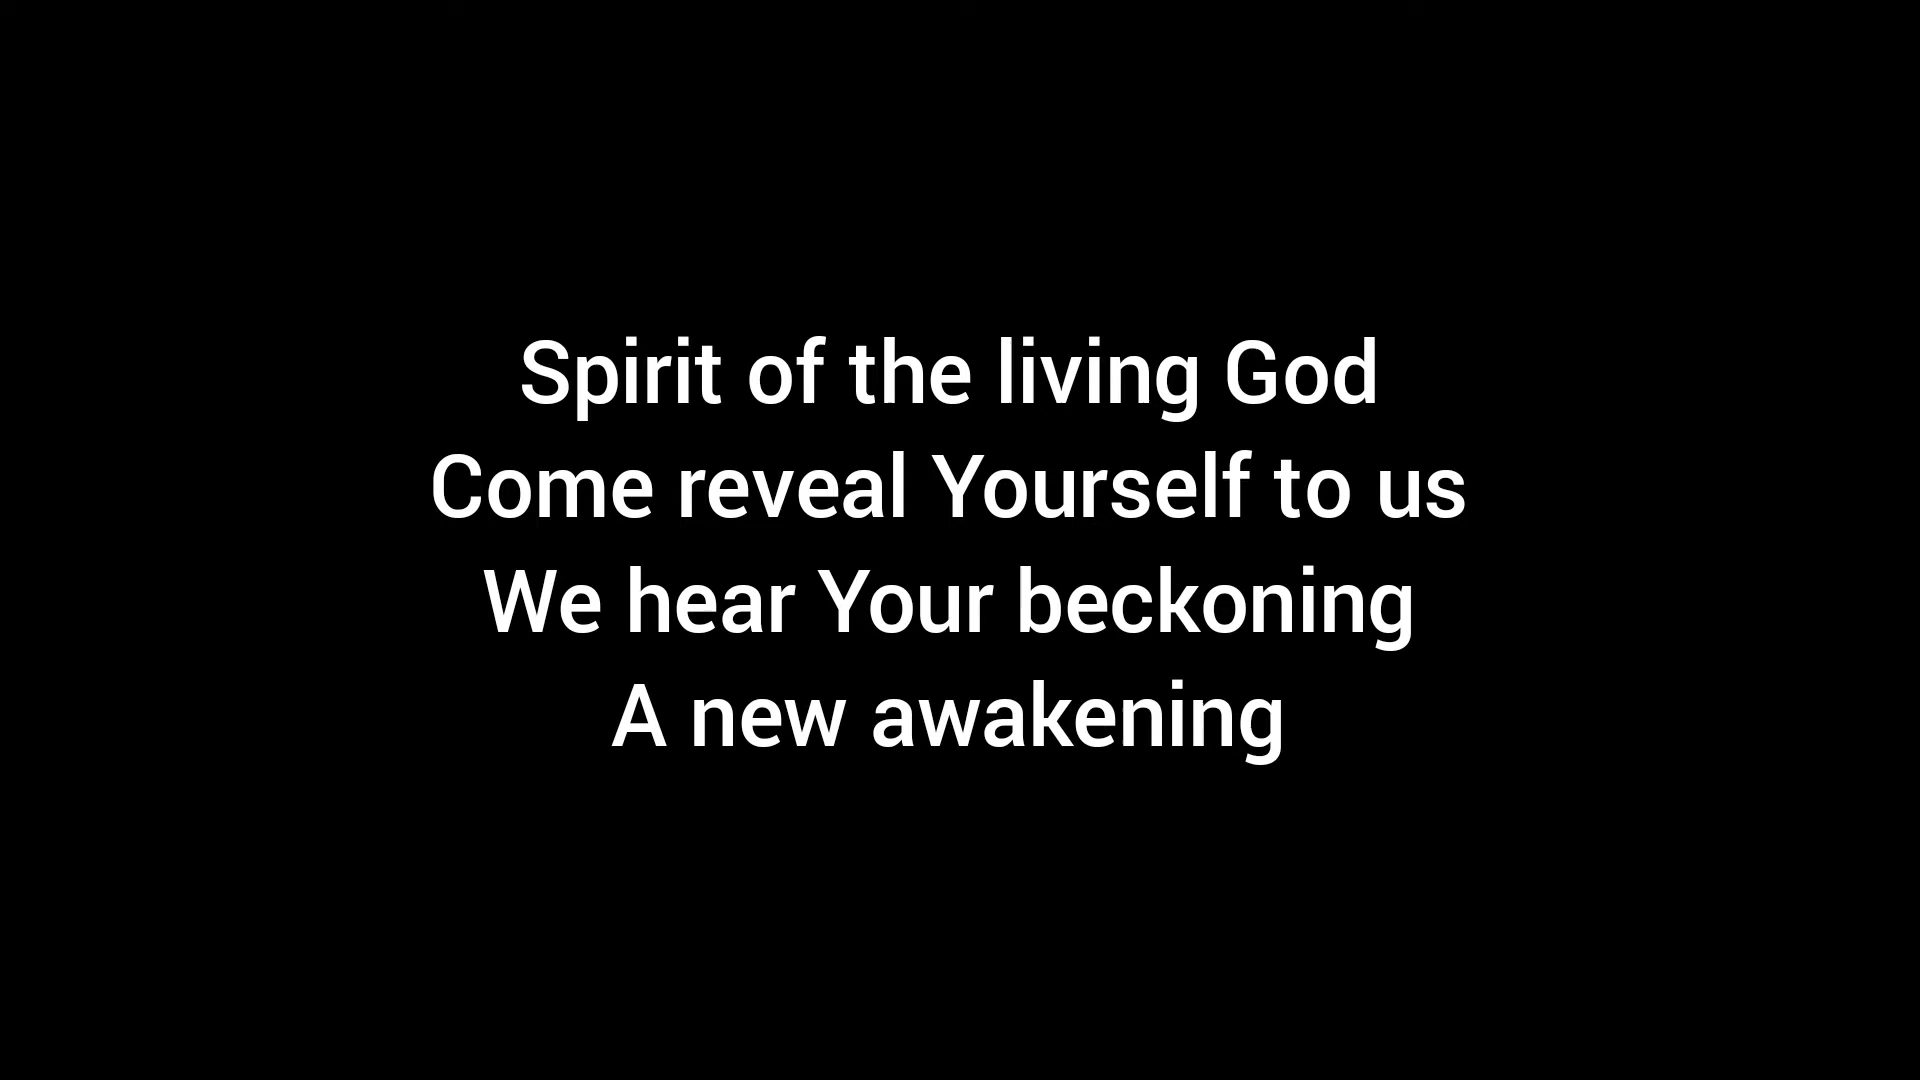 Spirit of the living God
Come reveal Yourself to us
We hear Your beckoning
A new awakening